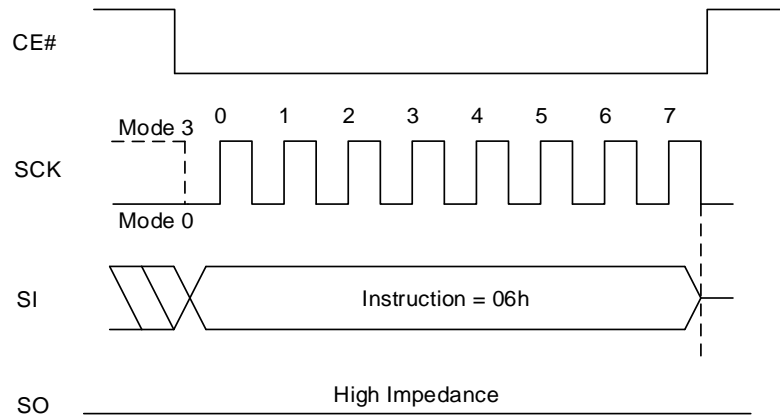 CE#
Mode 3
0 1 2 3 4 5 6 7
SCK
Mode 0
SI
Instruction = 06h
SO
High Impedance